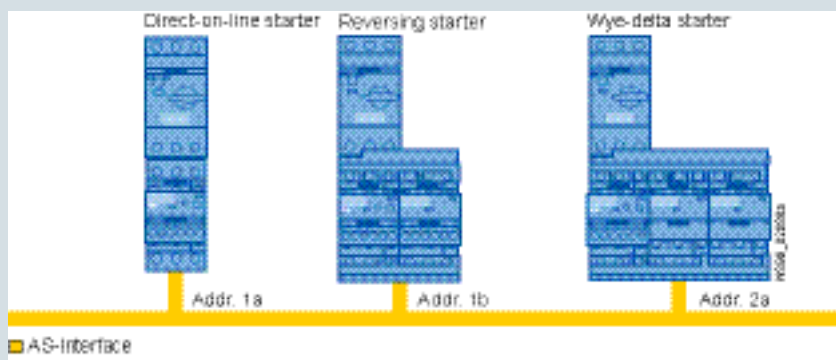 Direct-on-line starter
Reversing starter
Wye-delta starter
Addr. 1a
Addr. 1b
Addr. 2a
AS-Interface